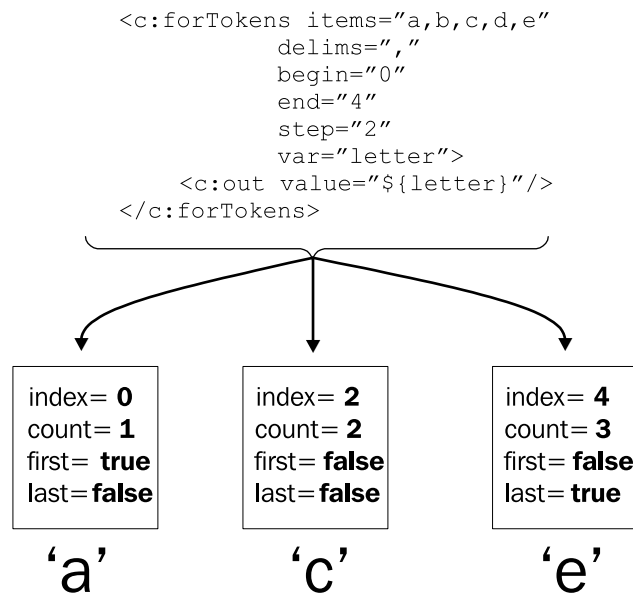 <c:forTokens items="a,b,c,d,e"
delims=","
begin="0"
end="4"
step="2"
var="letter">
<c:out value="${letter}"/>
</c:forTokens>
index= 0
count= 1
first= true
last= false
index= 2
count= 2
first= false
last= false
index= 4
count= 3
first= false
last= true
‘a’
‘c’
‘e’